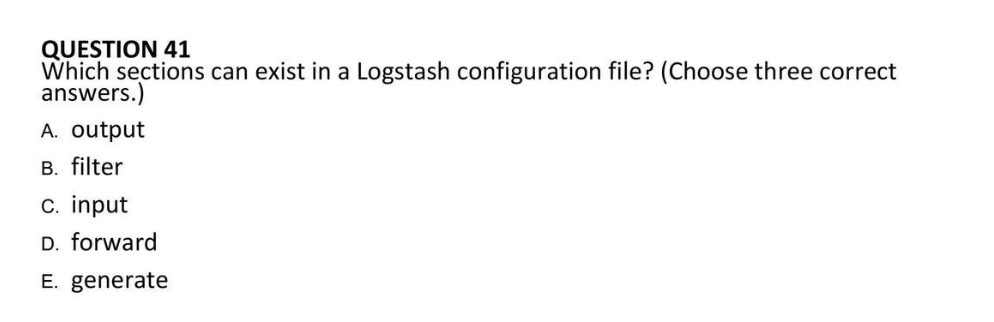 QUESTION 41
Which sections can exist in a Logstash configuration file? (Choose three correct
answers.)
A. output
B. filter
C. input
D. forward
E. generate